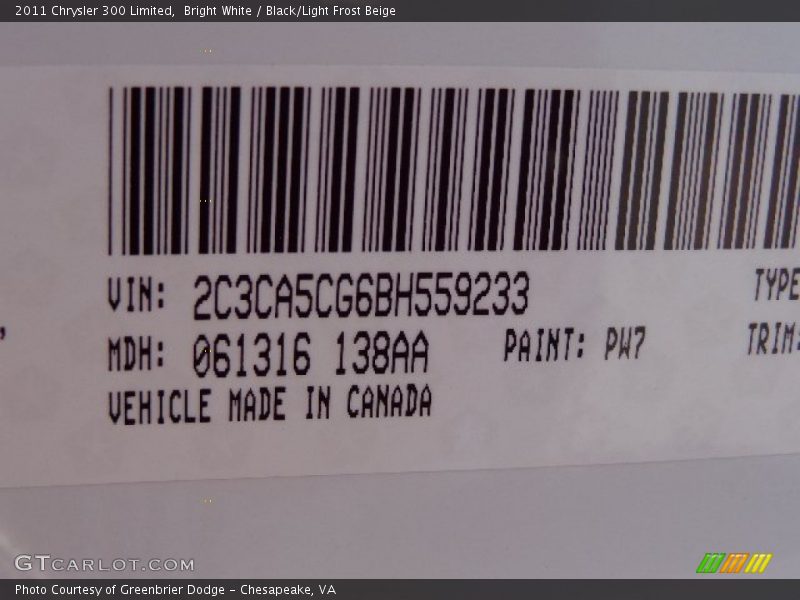 2011 Chrysler 300 Limited,  Bright White / Black/Light Frost Beige
VIN: 2C3CA5CG6BH559233
TYPE
MDH: 061316 138AA
PAINT: PW7
TRIM:
VEHICLE MADE IN CANADA
GTCARLOT.COM
Photo Courtesy of Greenbrier Dodge - Chesapeake, VA